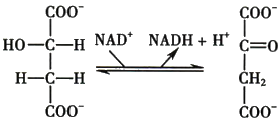 COO⁻ COO⁻
HO—C—H NAD⁺ NADH + H⁺ C=O
H—C—H CH₂
COO⁻ COO⁻